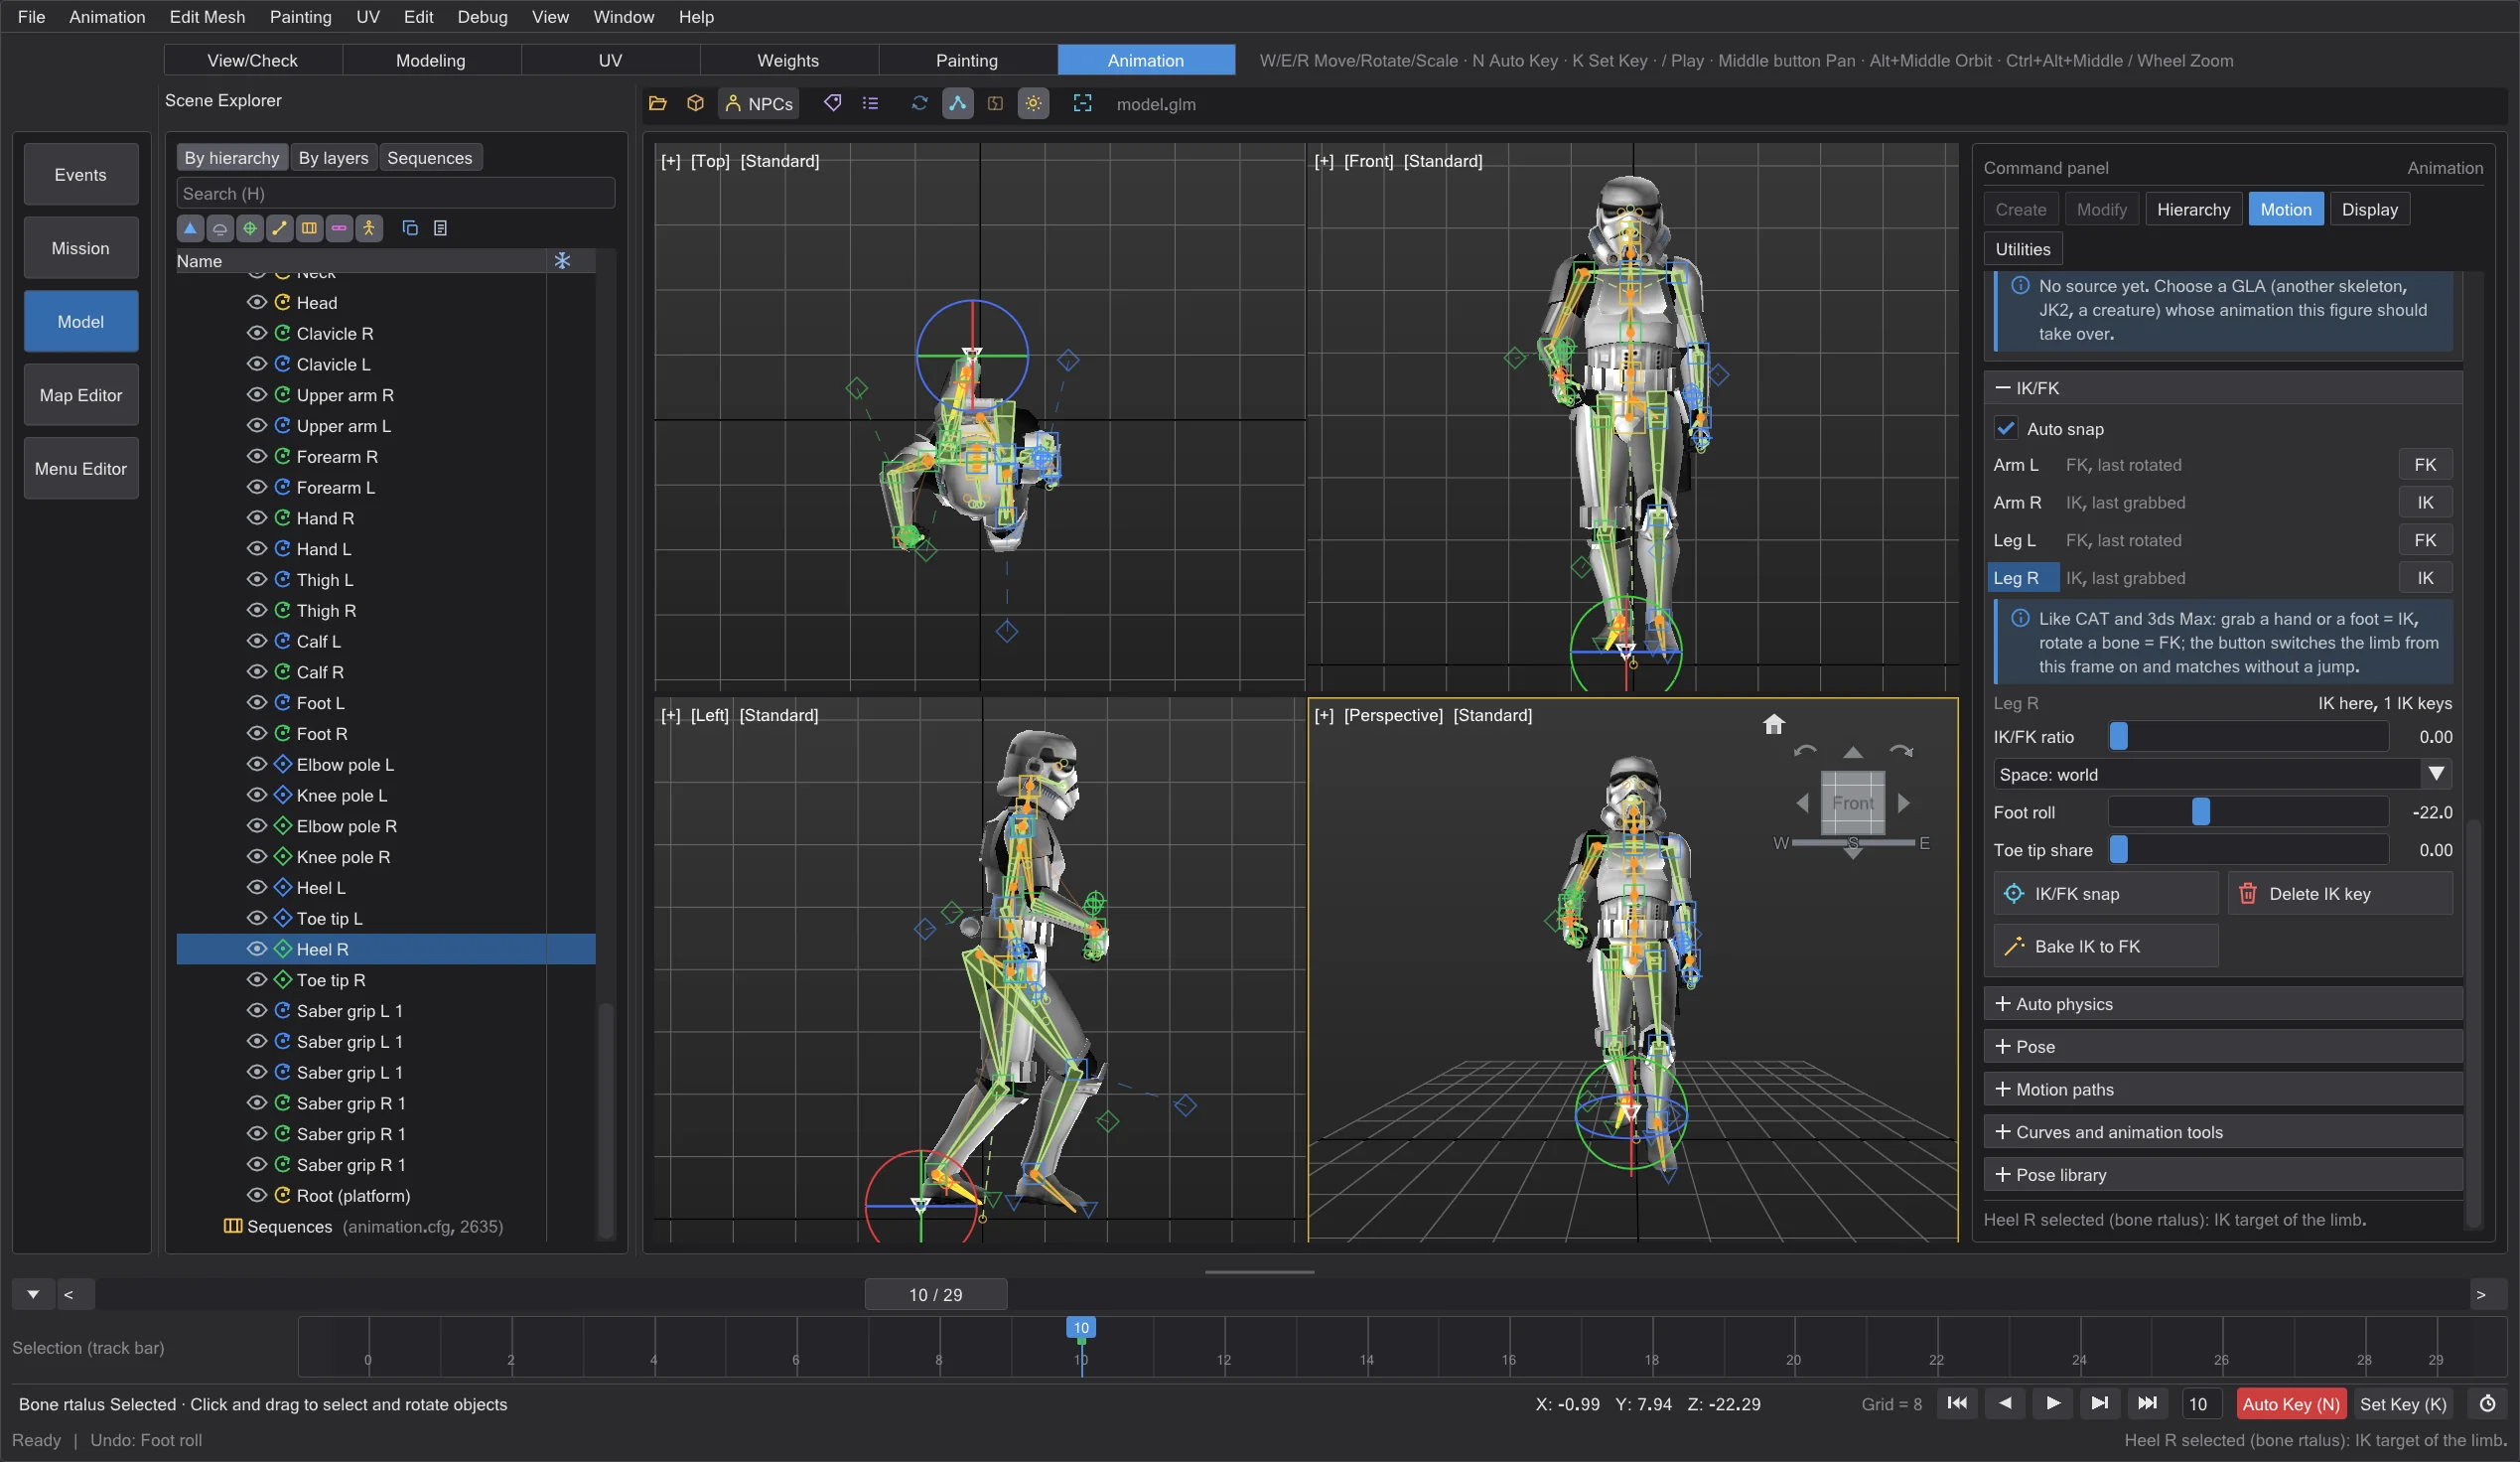 File Animation Edit Mesh Painting UV Edit Debug View Window Help
View/Check Modeling UV Weights Painting Animation W/E/R Move/Rotate/Scale · N Auto Key · K Set Key · / Play · Middle button Pan · Alt+Middle Orbit · Ctrl+Alt+Middle / Wheel Zoom
Scene Explorer
NPCs model.glm
Events
Mission
Model
Map Editor
Menu Editor
By hierarchy By layers Sequences
Search (H)
Name
Neck
Head
Clavicle R
Clavicle L
Upper arm R
Upper arm L
Forearm R
Forearm L
Hand R
Hand L
Thigh L
Thigh R
Calf L
Calf R
Foot L
Foot R
Elbow pole L
Knee pole L
Elbow pole R
Knee pole R
Heel L
Toe tip L
Heel R
Toe tip R
Saber grip L 1
Saber grip L 1
Saber grip L 1
Saber grip R 1
Saber grip R 1
Saber grip R 1
Root (platform)
Sequences (animation.cfg, 2635)
[+] [Top] [Standard]
[+] [Front] [Standard]
[+] [Left] [Standard]
[+] [Perspective] [Standard]
Front
W S E
Command panel Animation
Create Modify Hierarchy Motion Display
Utilities
No source yet. Choose a GLA (another skeleton,
JK2, a creature) whose animation this figure should
take over.
IK/FK
Auto snap
Arm L FK, last rotated FK
Arm R IK, last grabbed IK
Leg L FK, last rotated FK
Leg R IK, last grabbed IK
Like CAT and 3ds Max: grab a hand or a foot = IK,
rotate a bone = FK; the button switches the limb from
this frame on and matches without a jump.
Leg R IK here, 1 IK keys
IK/FK ratio 0.00
Space: world
Foot roll -22.0
Toe tip share 0.00
IK/FK snap Delete IK key
Bake IK to FK
Auto physics
Pose
Motion paths
Curves and animation tools
Pose library
Heel R selected (bone rtalus): IK target of the limb.
< 10 / 29 >
10
Selection (track bar)
0 2 4 6 8 10 12 14 16 18 20 22 24 26 28 29
Bone rtalus Selected · Click and drag to select and rotate objects X: -0.99 Y: 7.94 Z: -22.29 Grid = 8 10 Auto Key (N) Set Key (K)
Ready | Undo: Foot roll Heel R selected (bone rtalus): IK target of the limb.